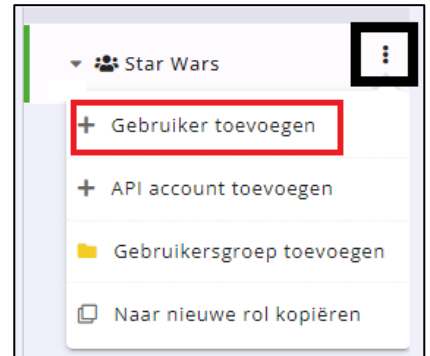 Star Wars
Gebruiker toevoegen
API account toevoegen
Gebruikersgroep toevoegen
Naar nieuwe rol kopiëren